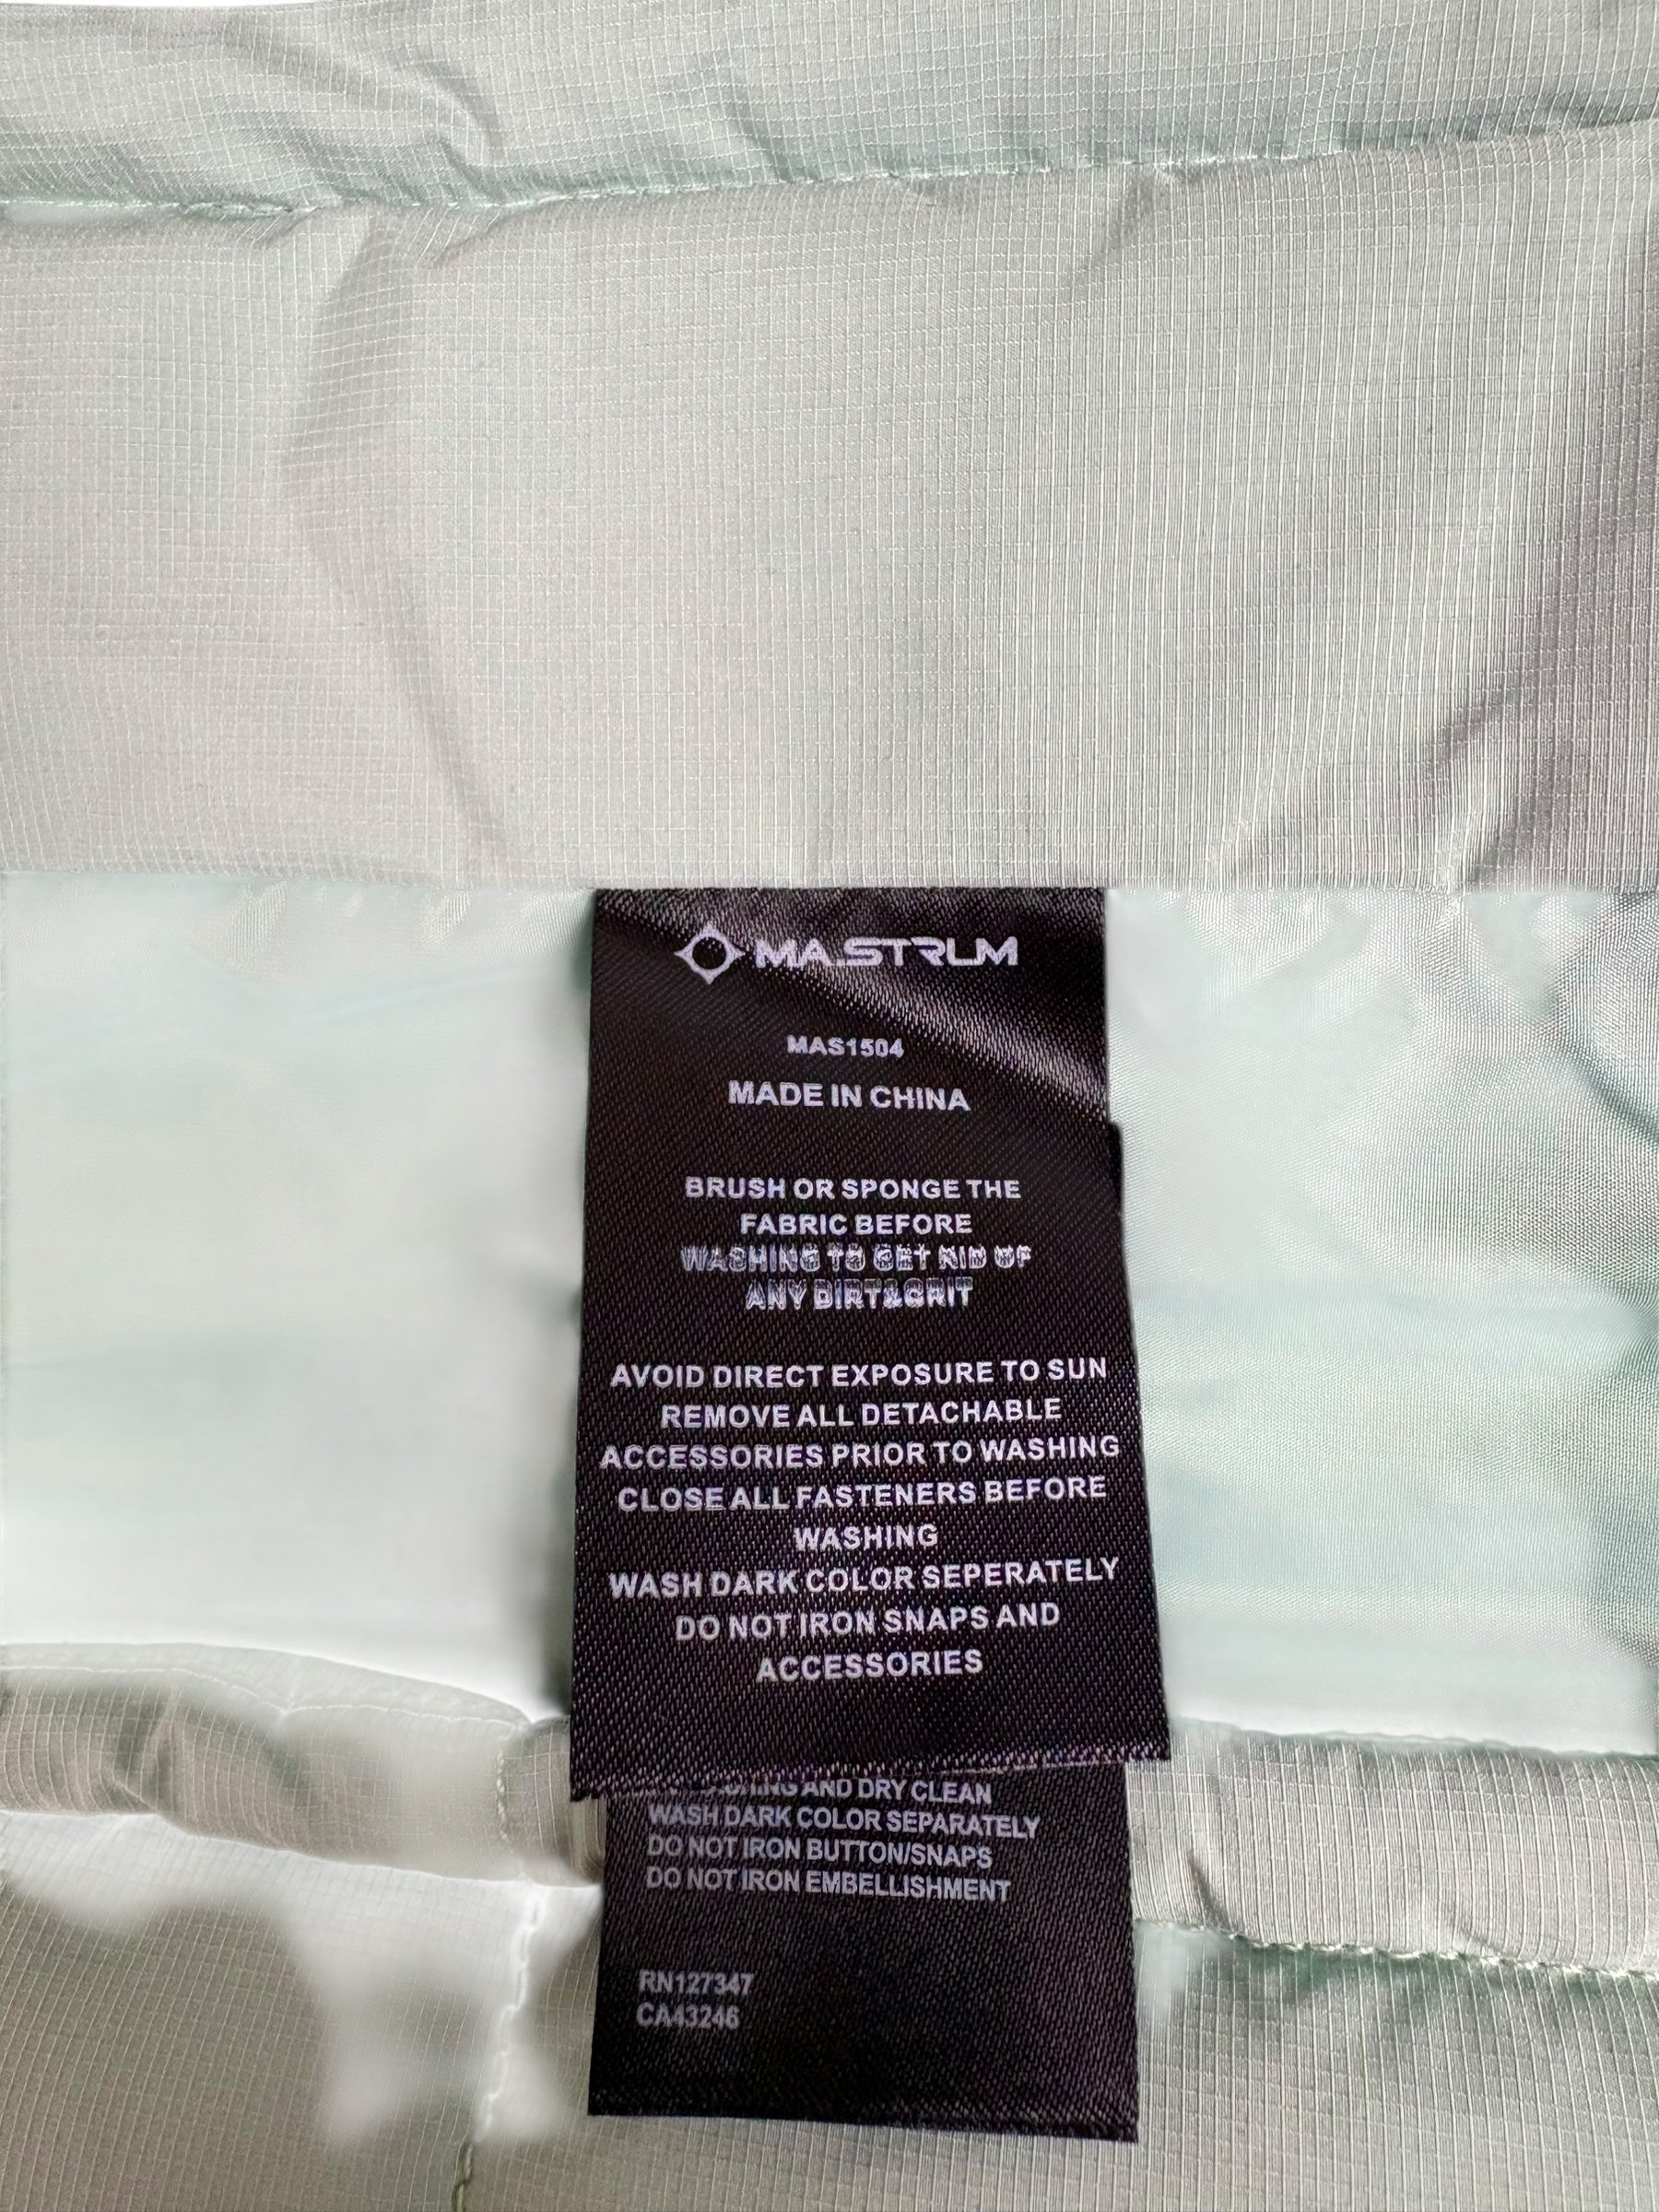 MA.STRUM
MAS1504
MADE IN CHINA
BRUSH OR SPONGE THE
FABRIC BEFORE
WASHING TO GET RID OF
ANY DIRT&GRIT
AVOID DIRECT EXPOSURE TO SUN
REMOVE ALL DETACHABLE
ACCESSORIES PRIOR TO WASHING
CLOSE ALL FASTENERS BEFORE
WASHING
WASH DARK COLOR SEPERATELY
DO NOT IRON SNAPS AND
ACCESSORIES
AND DRY CLEAN
WASH DARK COLOR SEPARATELY
DO NOT IRON BUTTON/SNAPS
DO NOT IRON EMBELLISHMENT
RN127347
CA43246